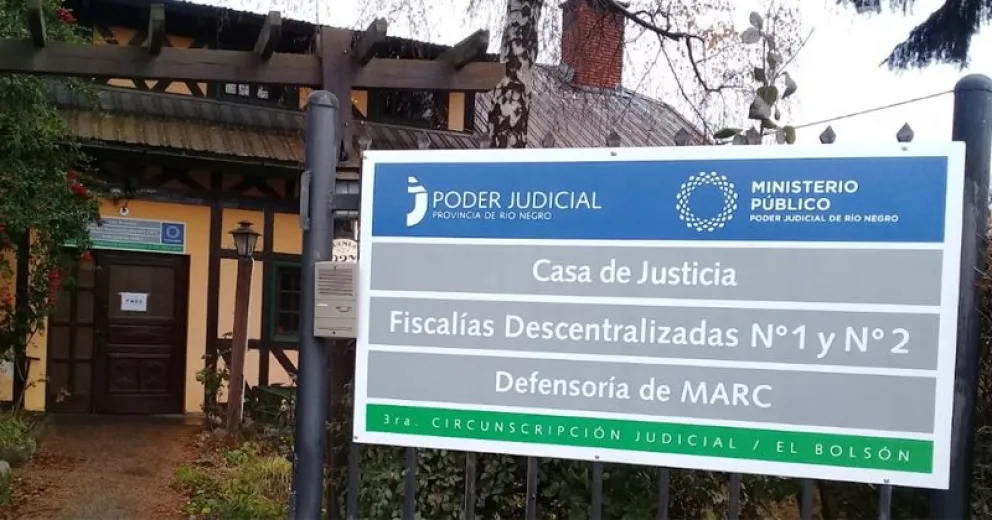 PODER JUDICIAL
PROVINCIA DE RÍO NEGRO
MINISTERIO
PÚBLICO
PODER JUDICIAL DE RÍO NEGRO
Casa de Justicia
Fiscalías Descentralizadas N°1 y N°2
Defensoría de MARC
3ra. CIRCUNSCRIPCIÓN JUDICIAL / EL BOLSÓN